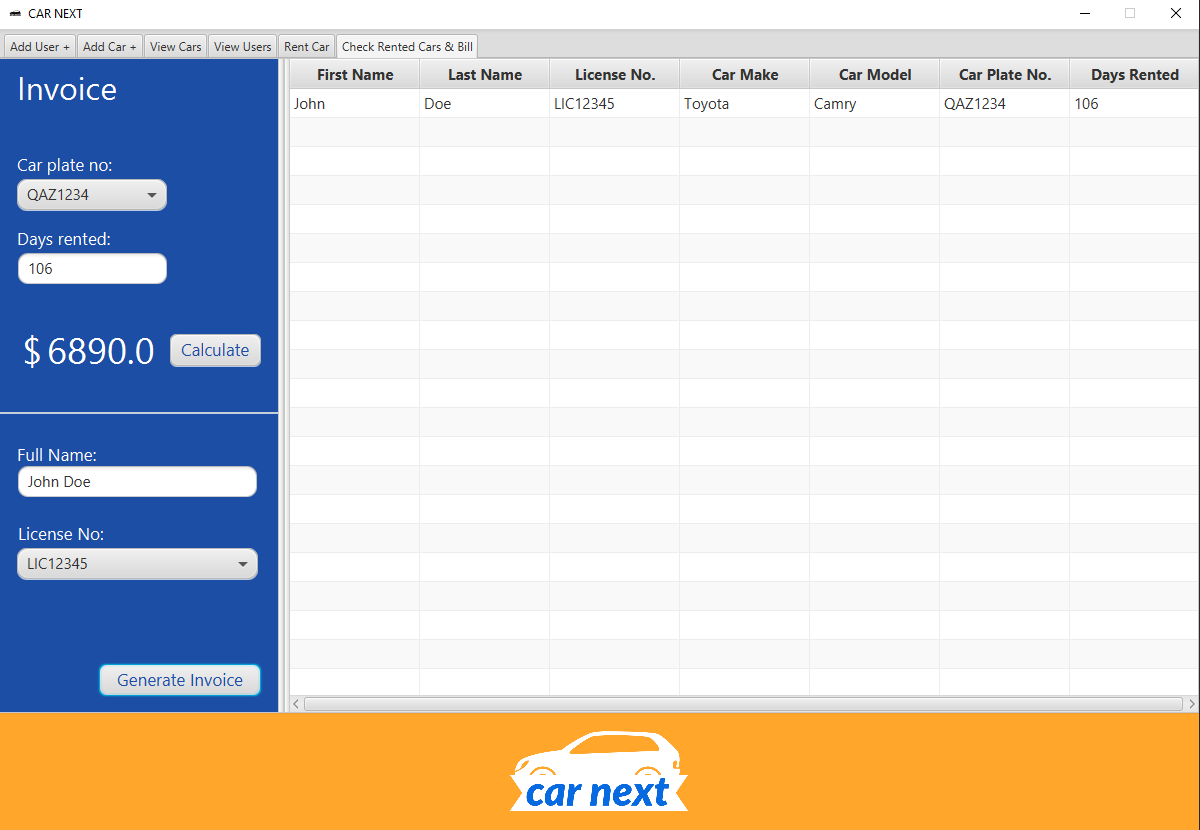 CAR NEXT
Add User +
Add Car +
View Cars
View Users
Rent Car
Check Rented Cars & Bill
Invoice
Car plate no:
QAZ1234
Days rented:
106
$ 6890.0
Calculate
Full Name:
John Doe
License No:
LIC12345
Generate Invoice
First Name Last Name License No. Car Make Car Model Car Plate No. Days Rented
John Doe LIC12345 Toyota Camry QAZ1234 106
car next